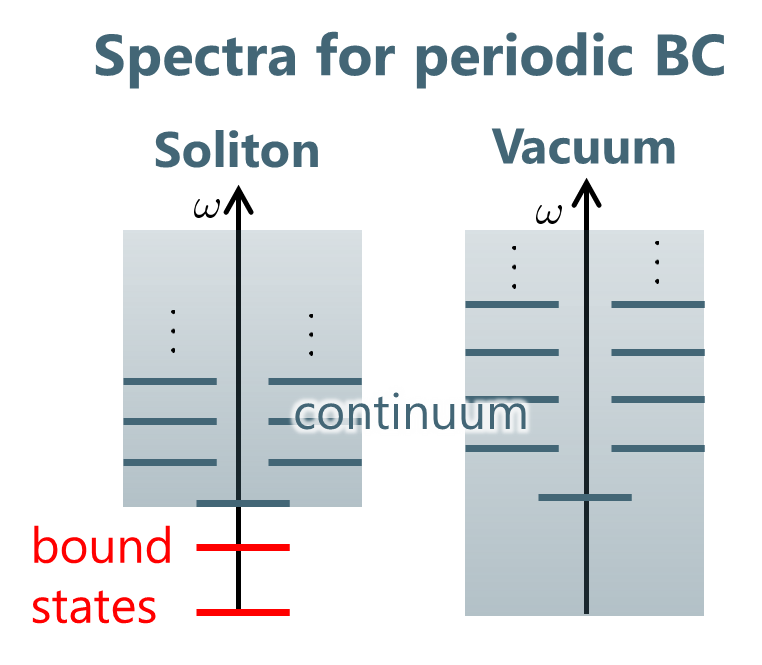 Spectra for periodic BC
Soliton
Vacuum
ω
ω
continuum
bound
states